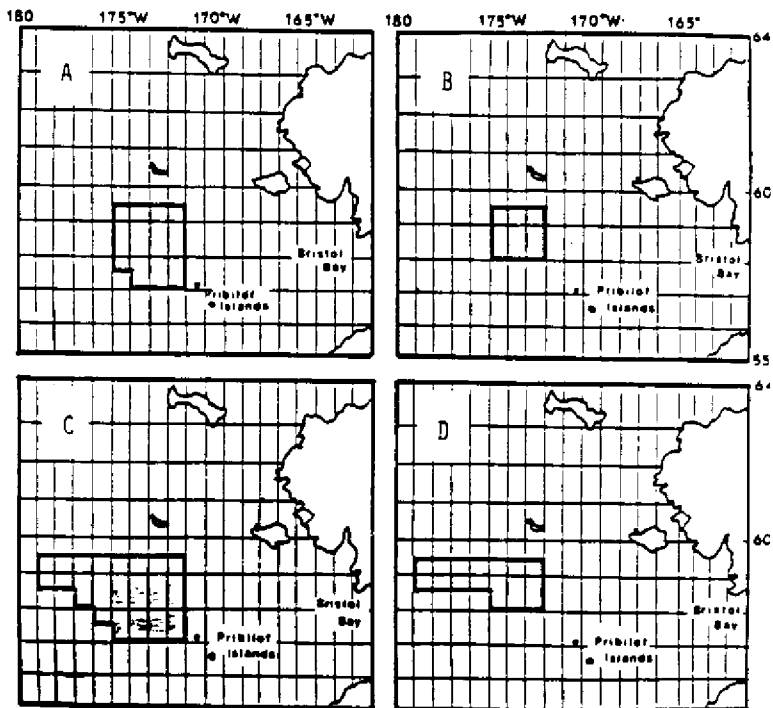 180 175°W 170°W 165°W 180 175°W 170°W 165°
64
A
B
60
Bristol
Bay
Bristol
Bay
Pribilof
Islands
Pribilof
Islands
55
64
C
D
60
Bristol
Bay
Bristol
Bay
Pribilof
Islands
Pribilof
Islands